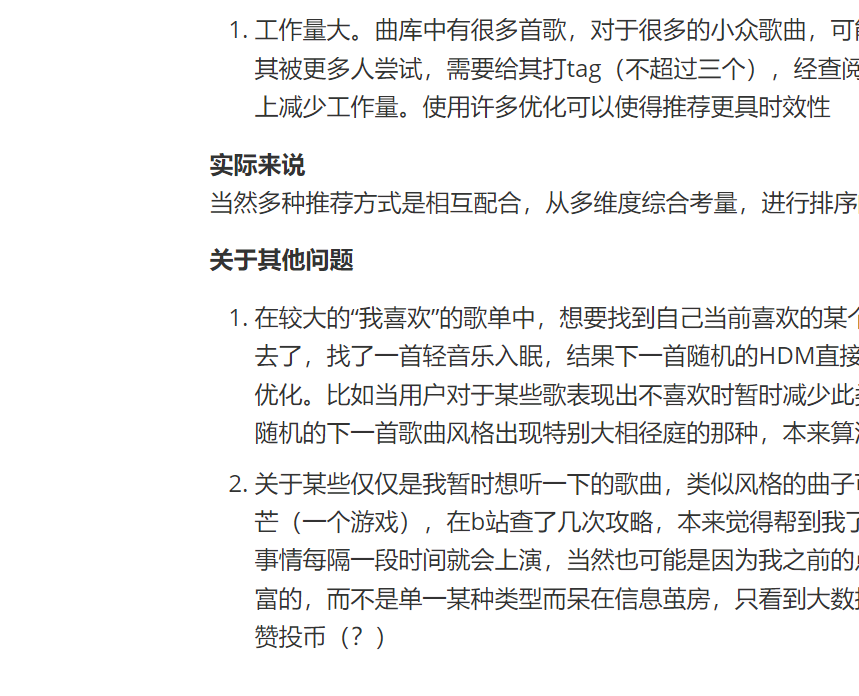 1. 工作量大。曲库中有很多首歌，对于很多的小众歌曲，可能
其被更多人尝试，需要给其打tag（不超过三个），经查阅
上减少工作量。使用许多优化可以使得推荐更具时效性
实际来说
当然多种推荐方式是相互配合，从多维度综合考量，进行排序
关于其他问题
1. 在较大的“我喜欢”的歌单中，想要找到自己当前喜欢的某个
去了，找了一首轻音乐入眠，结果下一首随机的HDM直接
优化。比如当用户对于某些歌表现出不喜欢时暂时减少此类
随机的下一首歌曲风格出现特别大相径庭的那种，本来算法
2. 关于某些仅仅是我暂时想听一下的歌曲，类似风格的曲子可
芒（一个游戏），在b站查了几次攻略，本来觉得帮到我了
事情每隔一段时间就会上演，当然也可能是因为我之前的点
富的，而不是单一某种类型而呆在信息茧房，只看到大数据
赞投币（？）